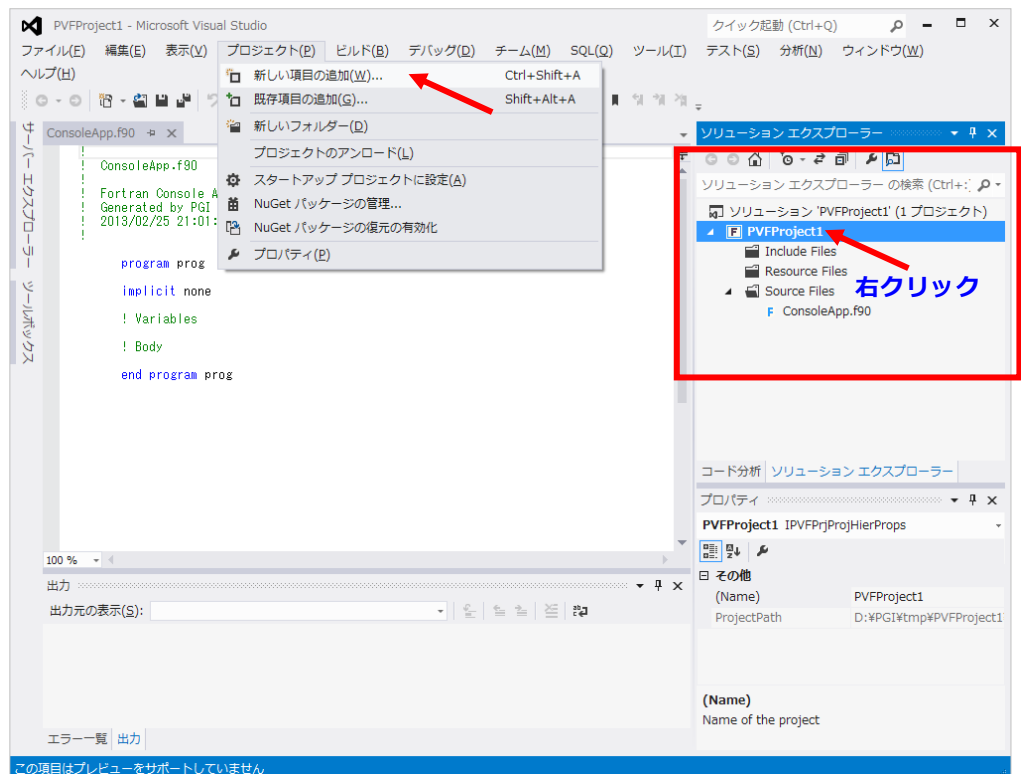 PVFProject1 - Microsoft Visual Studio
クイック起動 (Ctrl+Q)
ファイル(F) 編集(E) 表示(V) プロジェクト(P) ビルド(B) デバッグ(D) チーム(M) SQL(Q) ツール(T) テスト(S) 分析(N) ウィンドウ(W)
ヘルプ(H)
新しい項目の追加(W)... Ctrl+Shift+A
既存項目の追加(G)... Shift+Alt+A
新しいフォルダー(D)
プロジェクトのアンロード(L)
スタートアップ プロジェクトに設定(A)
NuGet パッケージの管理...
NuGet パッケージの復元の有効化
プロパティ(P)
サーバー エクスプローラー
ツールボックス
ConsoleApp.f90
! ConsoleApp.f90
!
! Fortran Console A
! Generated by PGI
! 2013/02/25 21:01:
!
program prog
implicit none
! Variables
! Body
end program prog
100 %
ソリューション エクスプローラー
ソリューション エクスプローラー の検索 (Ctrl+:)
ソリューション 'PVFProject1' (1 プロジェクト)
PVFProject1
Include Files
Resource Files
Source Files
ConsoleApp.f90
右クリック
コード分析 ソリューション エクスプローラー
プロパティ
PVFProject1 IPVFPrjProjHierProps
その他
(Name) PVFProject1
ProjectPath D:¥PGI¥tmp¥PVFProject1
(Name)
Name of the project
出力
出力元の表示(S):
エラー一覧 出力
この項目はプレビューをサポートしていません